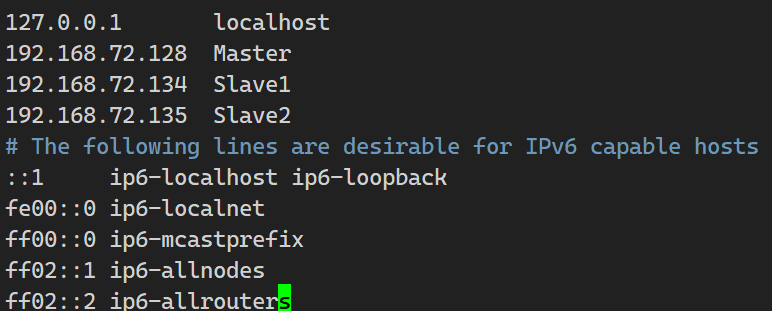 127.0.0.1       localhost
192.168.72.128  Master
192.168.72.134  Slave1
192.168.72.135  Slave2
# The following lines are desirable for IPv6 capable hosts
::1     ip6-localhost ip6-loopback
fe00::0 ip6-localnet
ff00::0 ip6-mcastprefix
ff02::1 ip6-allnodes
ff02::2 ip6-allrouters